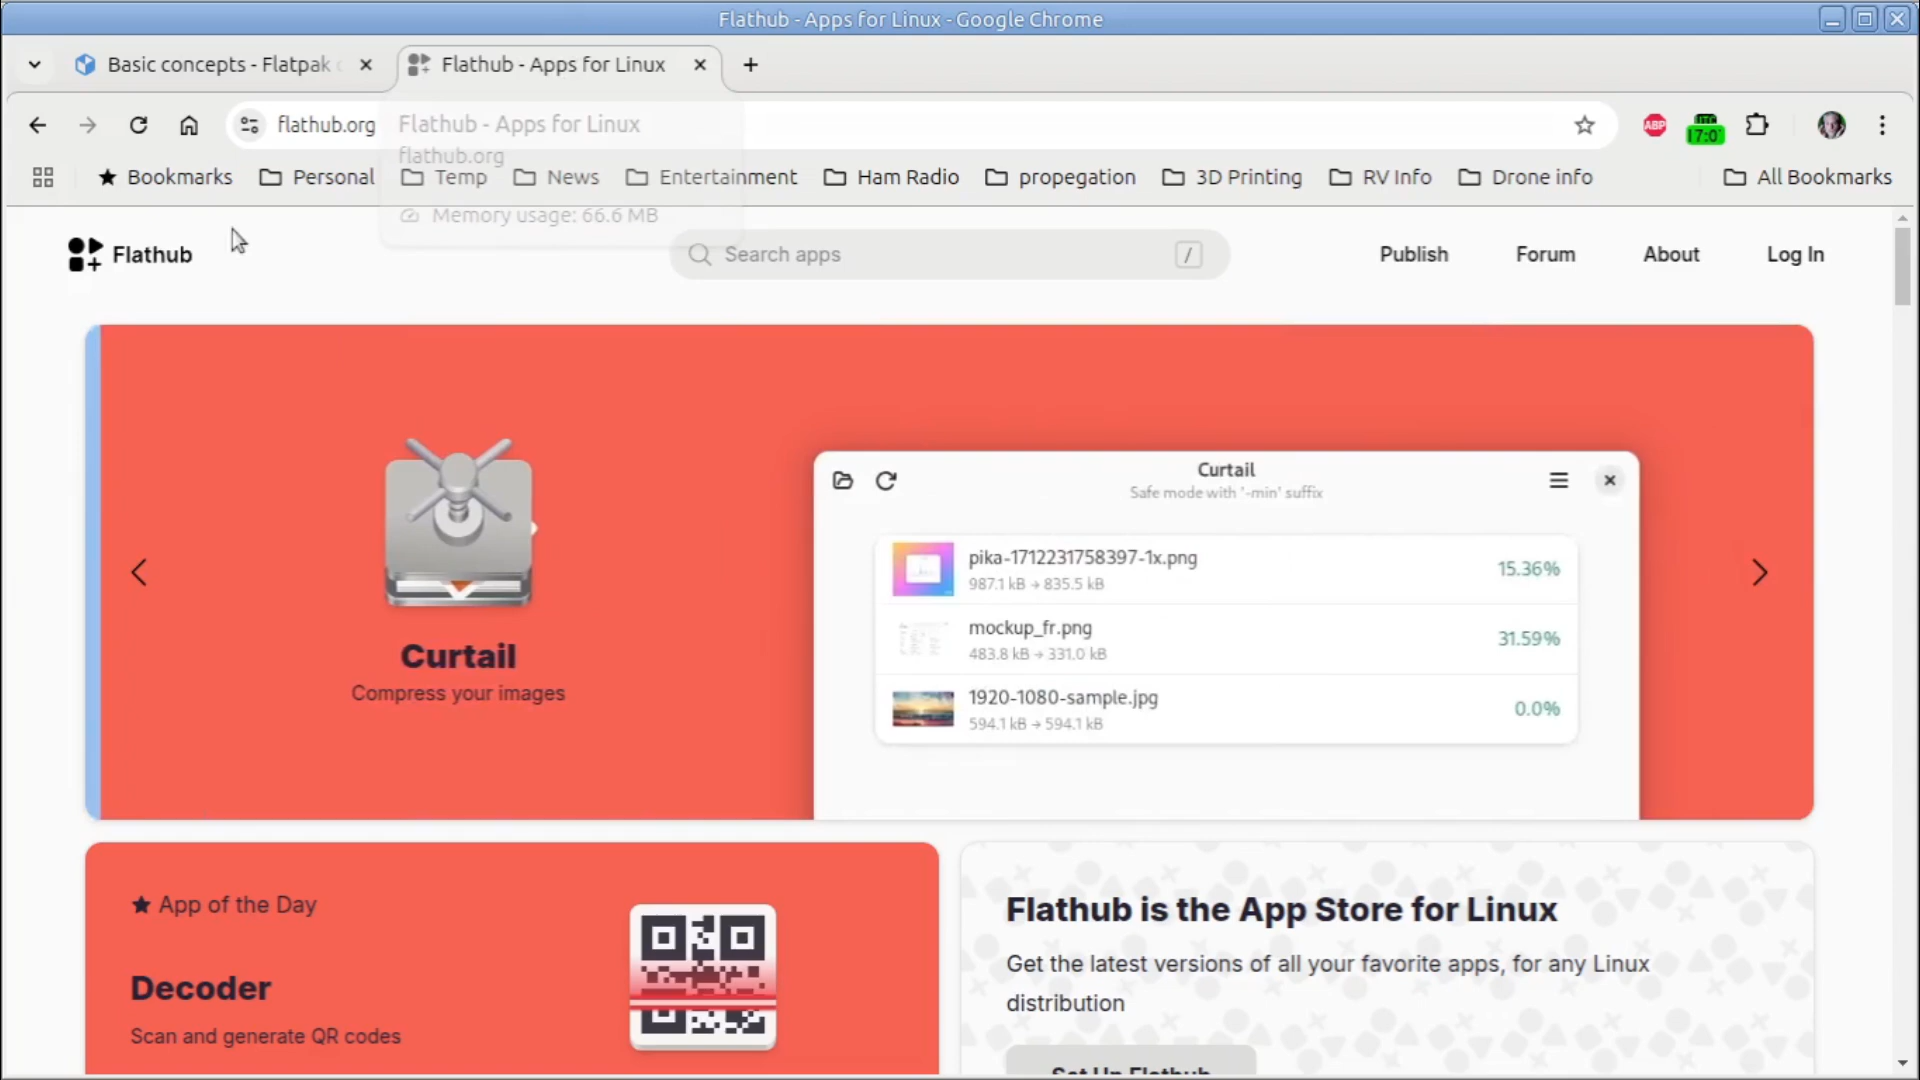 Flathub - Apps for Linux - Google Chrome
Basic concepts - Flatpak
Flathub - Apps for Linux
flathub.org
Flathub - Apps for Linux
flathub.org
ABP
17:0
Bookmarks
Personal
Temp
News
Entertainment
Ham Radio
propegation
3D Printing
RV Info
Drone info
All Bookmarks
Memory usage: 66.6 MB
Flathub
Search apps
/
Publish
Forum
About
Log In
Curtail
Compress your images
Curtail
Safe mode with '-min' suffix
pika-1712231758397-1x.png
987.1 kB → 835.5 kB
15.36%
mockup_fr.png
483.8 kB → 331.0 kB
31.59%
1920-1080-sample.jpg
594.1 kB → 594.1 kB
0.0%
App of the Day
Decoder
Scan and generate QR codes
Flathub is the App Store for Linux
Get the latest versions of all your favorite apps, for any Linux
distribution
Set Up Flathub